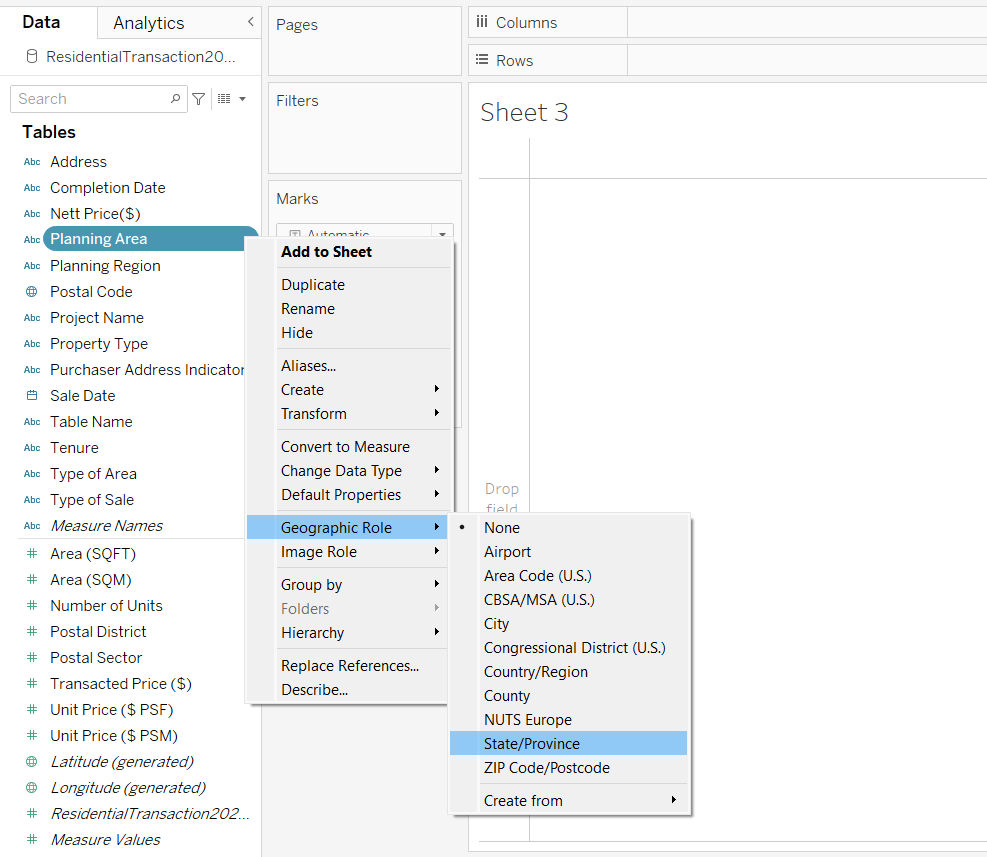 Data
Analytics
ResidentialTransaction20...
Search
Tables
Abc Address
Abc Completion Date
Abc Nett Price($)
Abc Planning Area
Abc Planning Region
Postal Code
Abc Project Name
Abc Property Type
Abc Purchaser Address Indicator
Sale Date
Abc Table Name
Abc Tenure
Abc Type of Area
Abc Type of Sale
Abc Measure Names
# Area (SQFT)
# Area (SQM)
# Number of Units
# Postal District
# Postal Sector
# Transacted Price ($)
# Unit Price ($ PSF)
# Unit Price ($ PSM)
Latitude (generated)
Longitude (generated)
# ResidentialTransaction202...
# Measure Values
Pages
Filters
Marks
Automatic
Add to Sheet
Duplicate
Rename
Hide
Aliases...
Create
Transform
Convert to Measure
Change Data Type
Default Properties
Geographic Role
Image Role
Group by
Folders
Hierarchy
Replace References...
Describe...
None
Airport
Area Code (U.S.)
CBSA/MSA (U.S.)
City
Congressional District (U.S.)
Country/Region
County
NUTS Europe
State/Province
ZIP Code/Postcode
Create from
Columns
Rows
Sheet 3
Drop
field